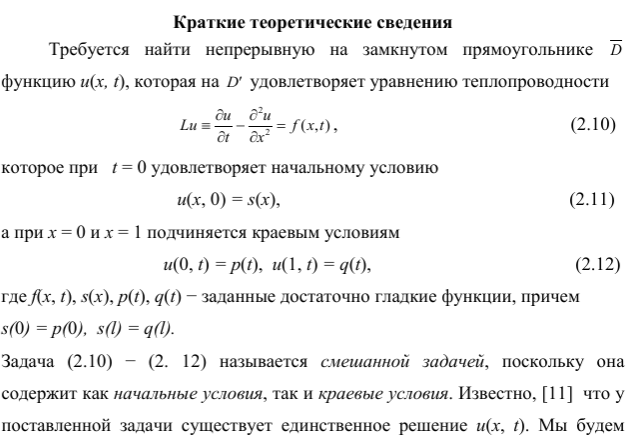 Краткие теоретические сведения
Требуется найти непрерывную на замкнутом прямоугольнике D̅
функцию u(x, t), которая на D′ удовлетворяет уравнению теплопроводности
Lu ≡ ∂u/∂t − ∂²u/∂x² = f(x,t), (2.10)
которое при t = 0 удовлетворяет начальному условию
u(x, 0) = s(x), (2.11)
а при x = 0 и x = 1 подчиняется краевым условиям
u(0, t) = p(t), u(1, t) = q(t), (2.12)
где f(x, t), s(x), p(t), q(t) − заданные достаточно гладкие функции, причем
s(0) = p(0), s(l) = q(l).
Задача (2.10) − (2. 12) называется смешанной задачей, поскольку она
содержит как начальные условия, так и краевые условия. Известно, [11] что у
поставленной задачи существует единственное решение u(x, t). Мы будем